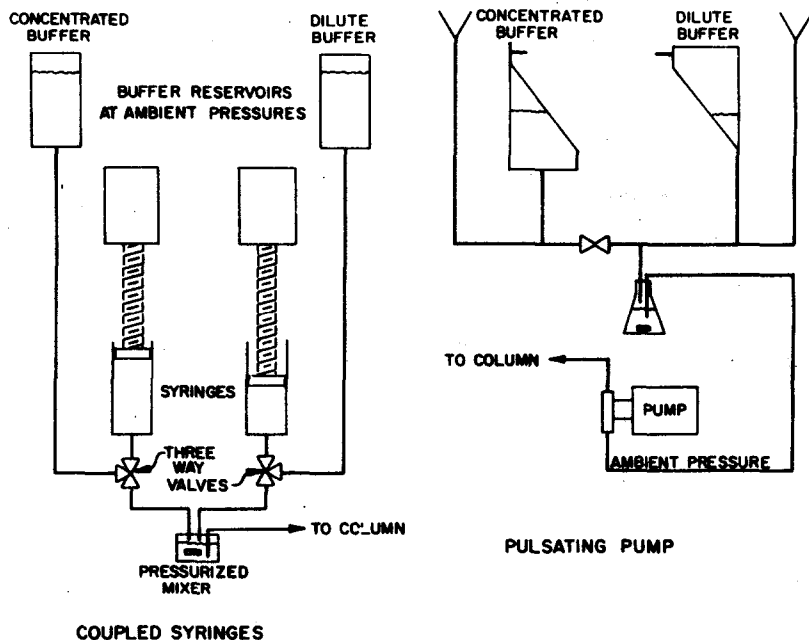 CONCENTRATED
BUFFER
DILUTE
BUFFER
BUFFER RESERVOIRS
AT AMBIENT PRESSURES
SYRINGES
THREE
WAY
VALVES
TO COLUMN
PRESSURIZED
MIXER
COUPLED SYRINGES
CONCENTRATED
BUFFER
DILUTE
BUFFER
TO COLUMN
PUMP
AMBIENT PRESSURE
PULSATING PUMP